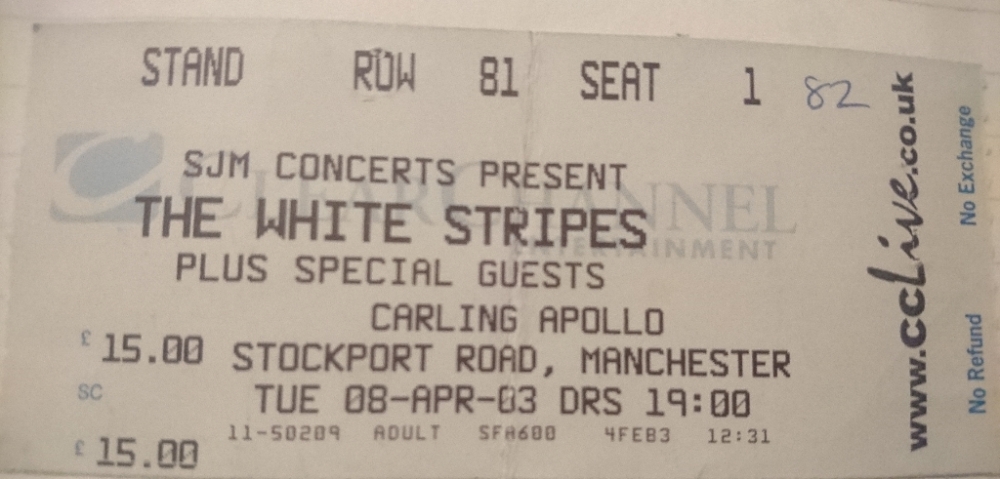 STAND ROW 81 SEAT 1 82
SJM CONCERTS PRESENT
CLEARCHANNEL
THE WHITE STRIPES
ENTERTAINMENT
PLUS SPECIAL GUESTS
CARLING APOLLO
£ 15.00 STOCKPORT ROAD, MANCHESTER
SC TUE 08-APR-03 DRS 19:00
11-50209 ADULT SFA600 4FEB3 12:31
£ 15.00
www.ccLive.co.uk
No Exchange
No Refund